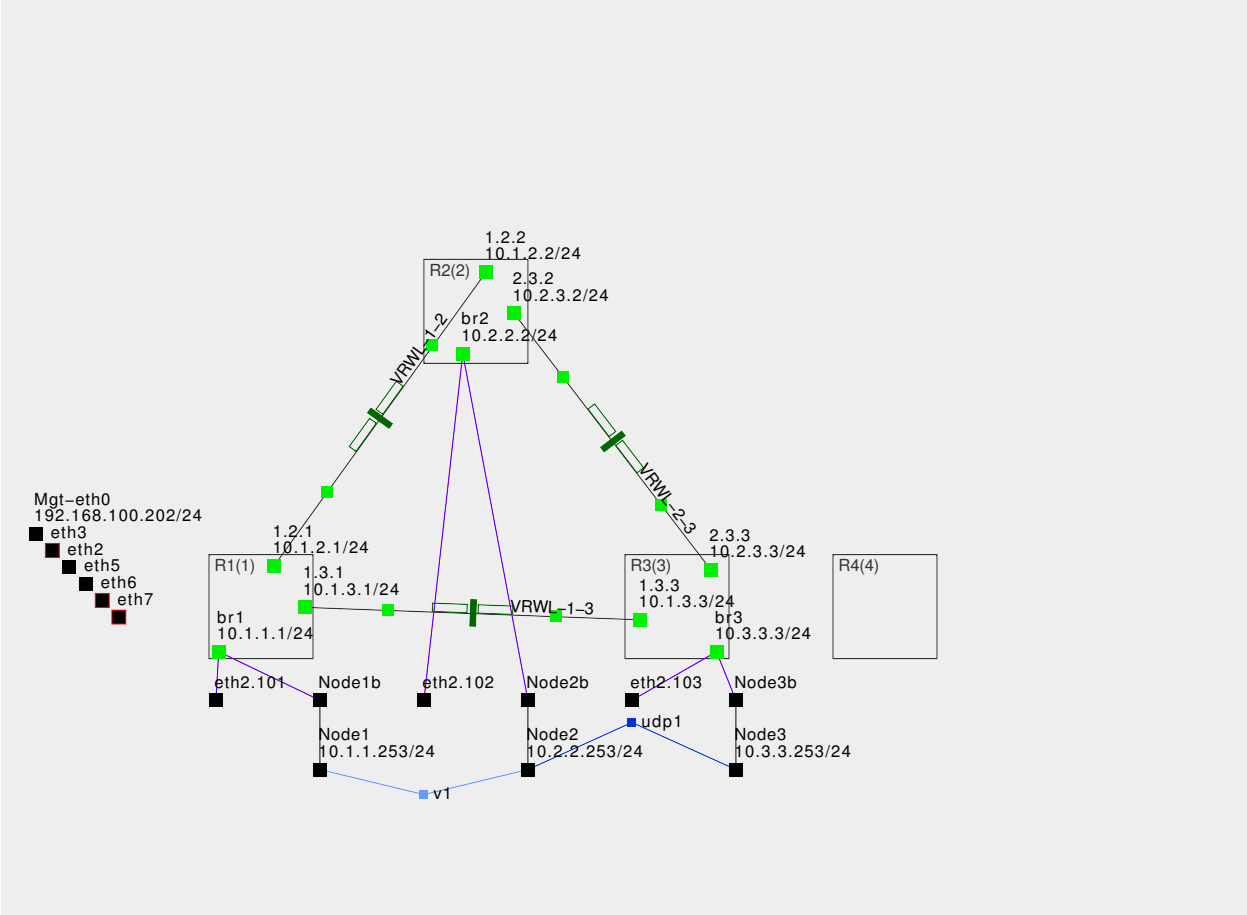 1.2.2
10.1.2.2/24
R2(2)
2.3.2
10.2.3.2/24
br2
10.2.2.2/24
VRWL-1-2
VRWL-2-3
Mgt-eth0
192.168.100.202/24
eth3
eth2
eth5
eth6
eth7
1.2.1
10.1.2.1/24
R1(1)
1.3.1
10.1.3.1/24
br1
10.1.1.1/24
VRWL-1-3
2.3.3
10.2.3.3/24
R3(3)
1.3.3
10.1.3.3/24
br3
10.3.3.3/24
R4(4)
eth2.101
Node1b
eth2.102
Node2b
eth2.103
Node3b
udp1
Node1
10.1.1.253/24
Node2
10.2.2.253/24
Node3
10.3.3.253/24
v1